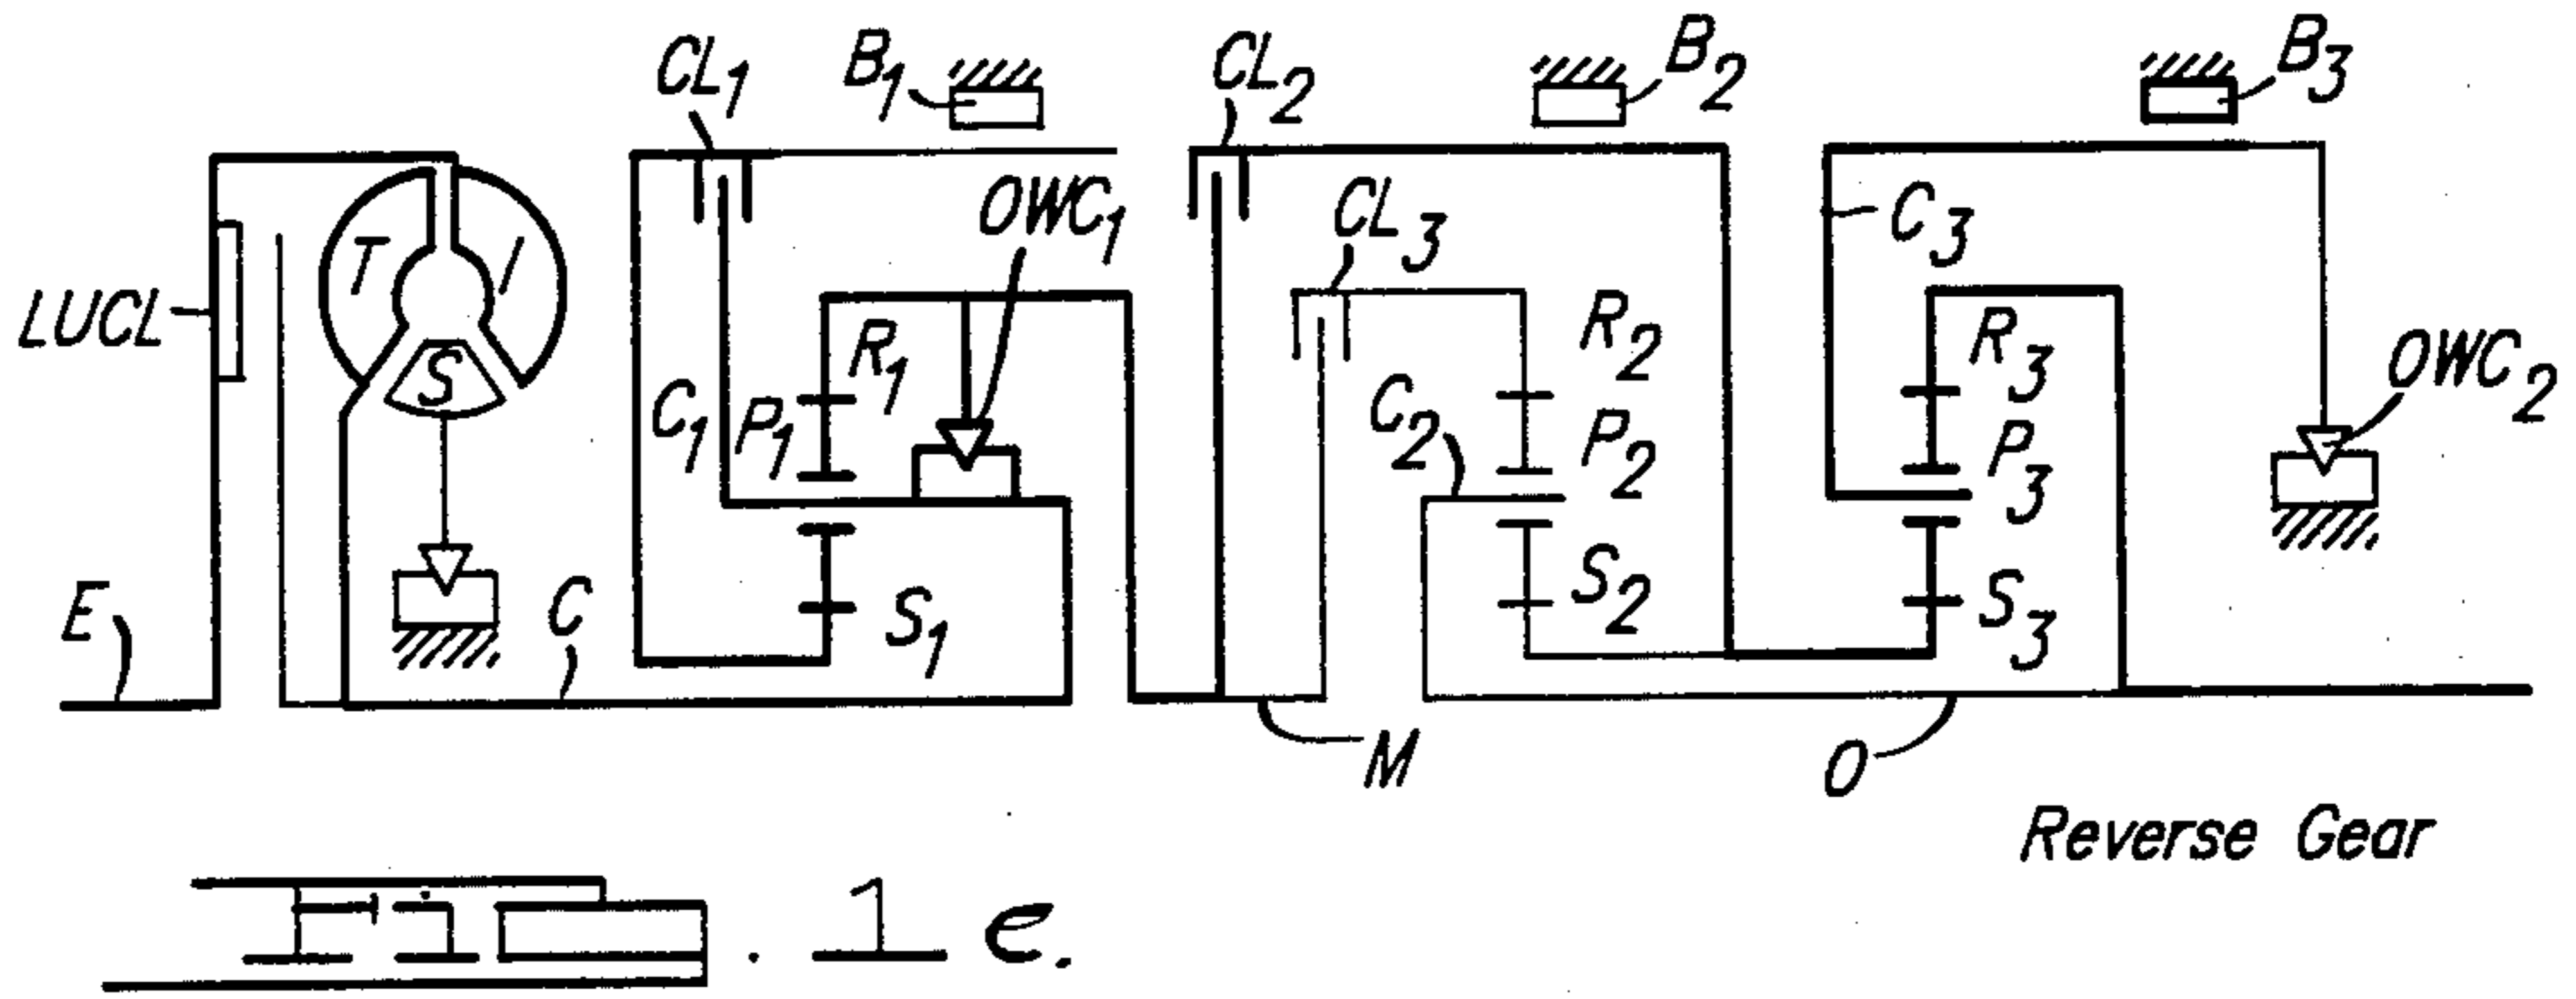 CL₁ B₁ CL₂ B₂ B₃
OWC₁ CL₃ C₃
T I
LUCL S R₁ R₂ R₃ OWC₂
C₁ P₁ C₂ P₂ P₃
E C S₁ S₂ S₃
M O
Reverse Gear
FIG. 1e.